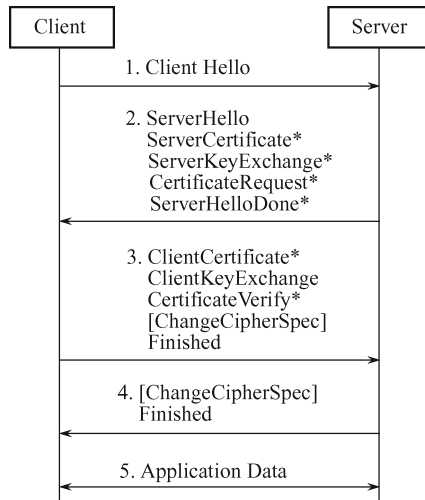 Client
Server
1. Client Hello
2. ServerHello
ServerCertificate*
ServerKeyExchange*
CertificateRequest*
ServerHelloDone*
3. ClientCertificate*
ClientKeyExchange
CertificateVerify*
[ChangeCipherSpec]
Finished
4. [ChangeCipherSpec]
Finished
5. Application Data